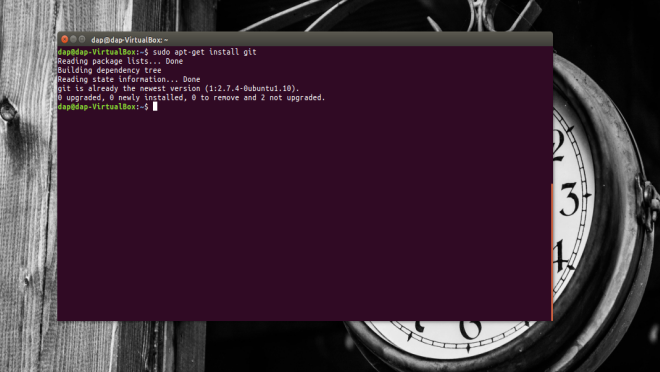 dap@dap-VirtualBox: ~
dap@dap-VirtualBox:~$ sudo apt-get install git
Reading package lists... Done
Building dependency tree
Reading state information... Done
git is already the newest version (1:2.7.4-0ubuntu1.10).
0 upgraded, 0 newly installed, 0 to remove and 2 not upgraded.
dap@dap-VirtualBox:~$
2
3
4
6
7